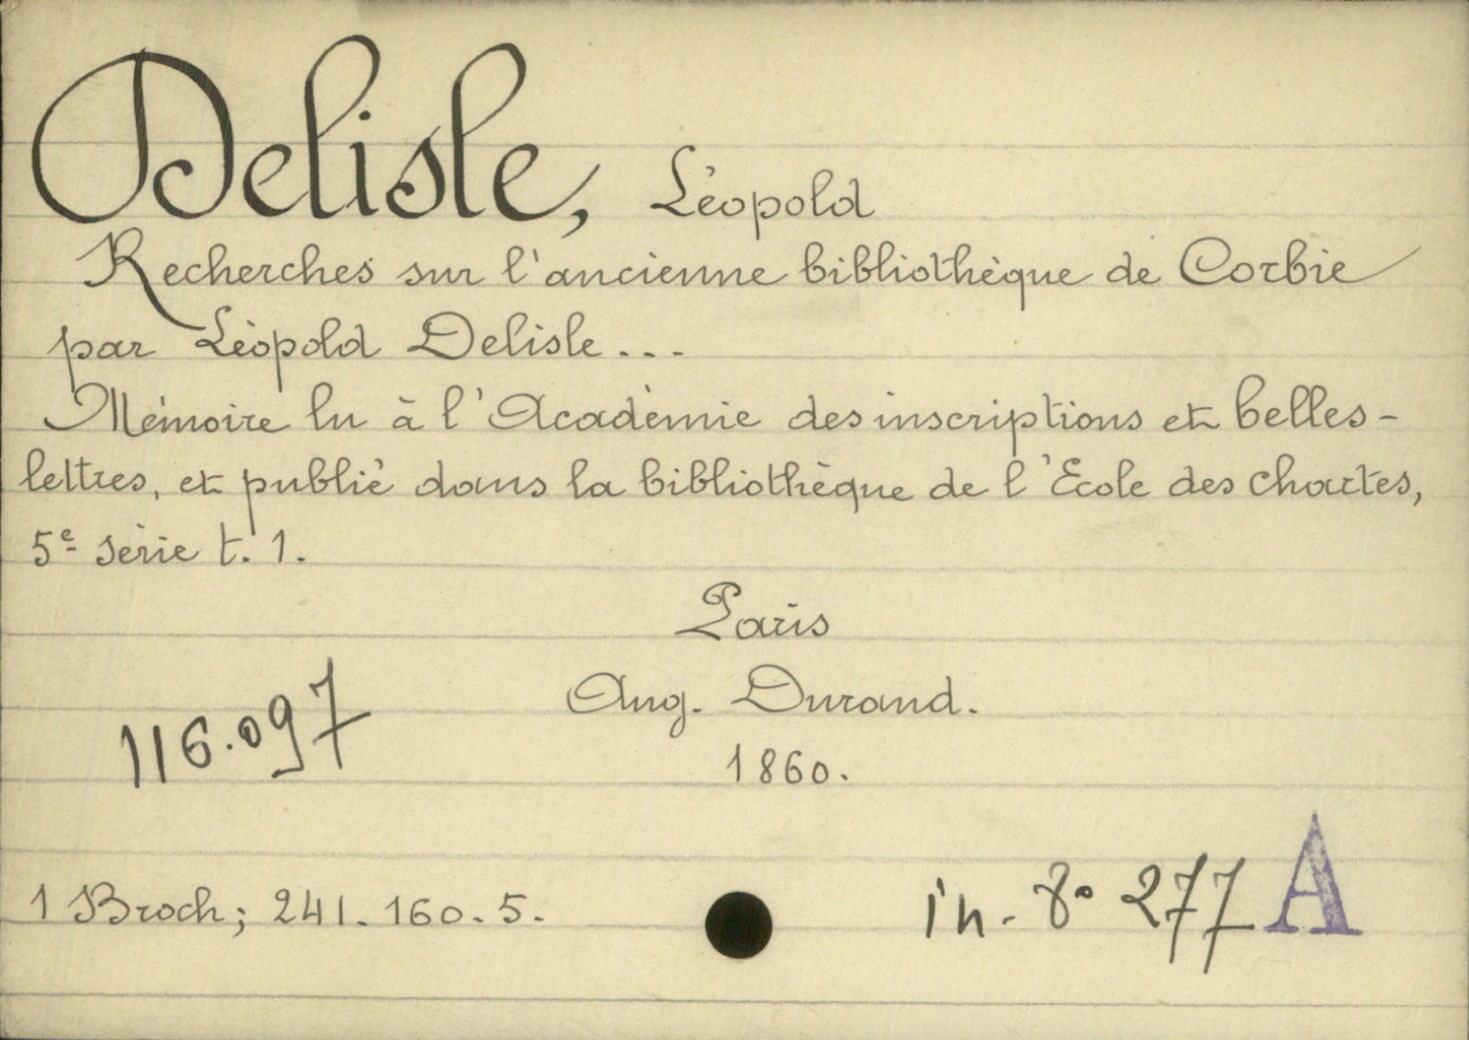 Delisle, Léopold
Recherches sur l'ancienne bibliothèque de Corbie
par Léopold Delisle...
Mémoire lu à l'Académie des inscriptions et belles-
lettres, et publié dans la bibliothèque de l'Ecole des chartes,
5e série t. 1.
Paris
Aug. Durand.
116.097
1860.
1 Broch; 241. 160. 5.
in-8° 277 A